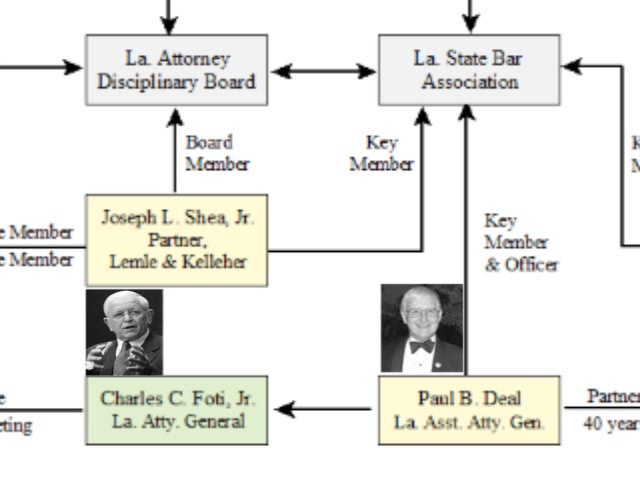 La. Attorney
Disciplinary Board
La. State Bar
Association
Board
Member
Key
Member
Joseph L. Shea, Jr.
Partner,
Lemle & Kelleher
Member
Member
Key
Member
& Officer
Charles C. Foti, Jr.
La. Atty. General
Paul B. Deal
La. Asst. Atty. Gen.
Partner
40 year